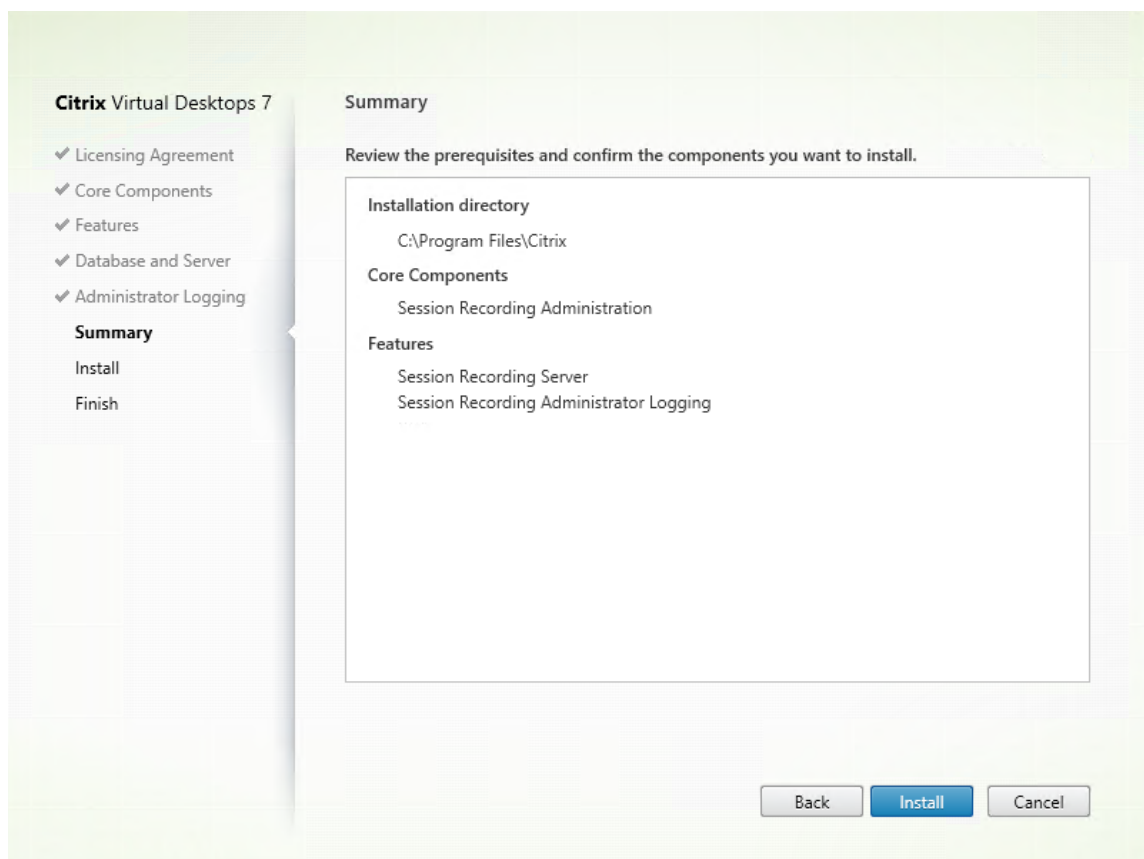 Citrix Virtual Desktops 7
✔ Licensing Agreement
✔ Core Components
✔ Features
✔ Database and Server
✔ Administrator Logging
Summary
Install
Finish
Summary
Review the prerequisites and confirm the components you want to install.
Installation directory
C:\Program Files\Citrix
Core Components
Session Recording Administration
Features
Session Recording Server
Session Recording Administrator Logging
Back
Install
Cancel